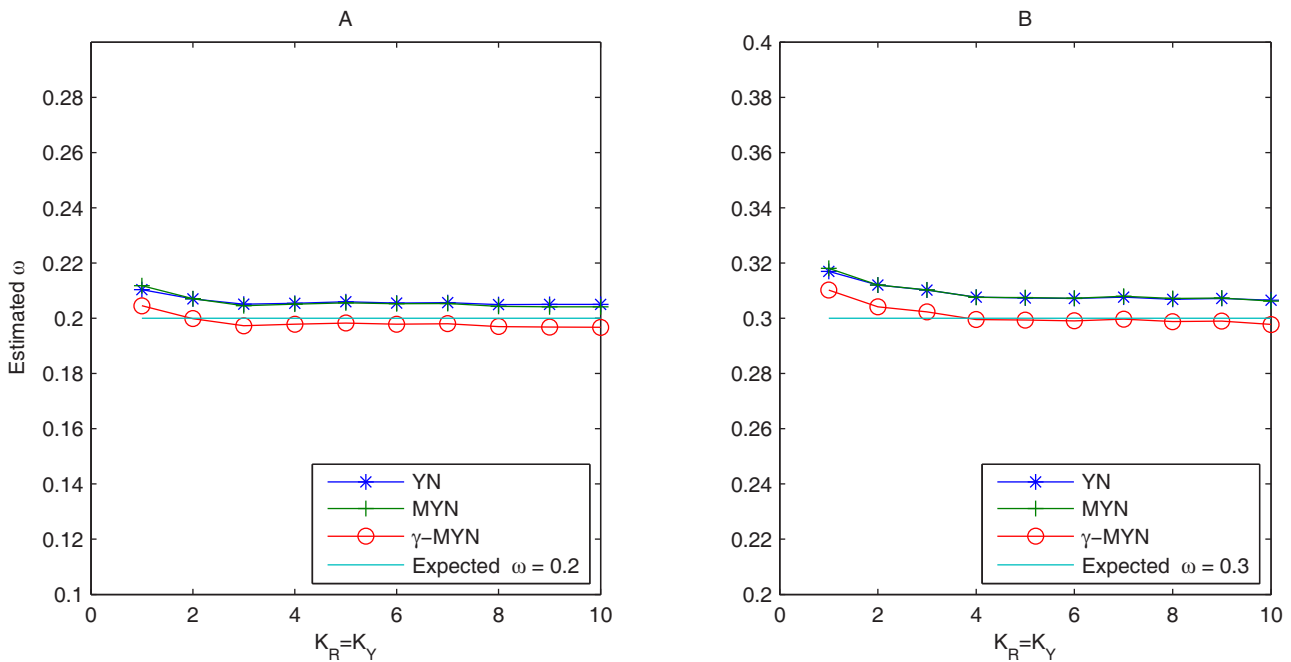 A
0.28
0.26
0.24
0.22
0.2
0.18
0.16
0.14
0.12
0.1
0 2 4 6 8 10
Estimated ω
K_R=K_Y
YN
MYN
γ−MYN
Expected ω = 0.2
B
0.4
0.38
0.36
0.34
0.32
0.3
0.28
0.26
0.24
0.22
0.2
0 2 4 6 8 10
K_R=K_Y
YN
MYN
γ−MYN
Expected ω = 0.3